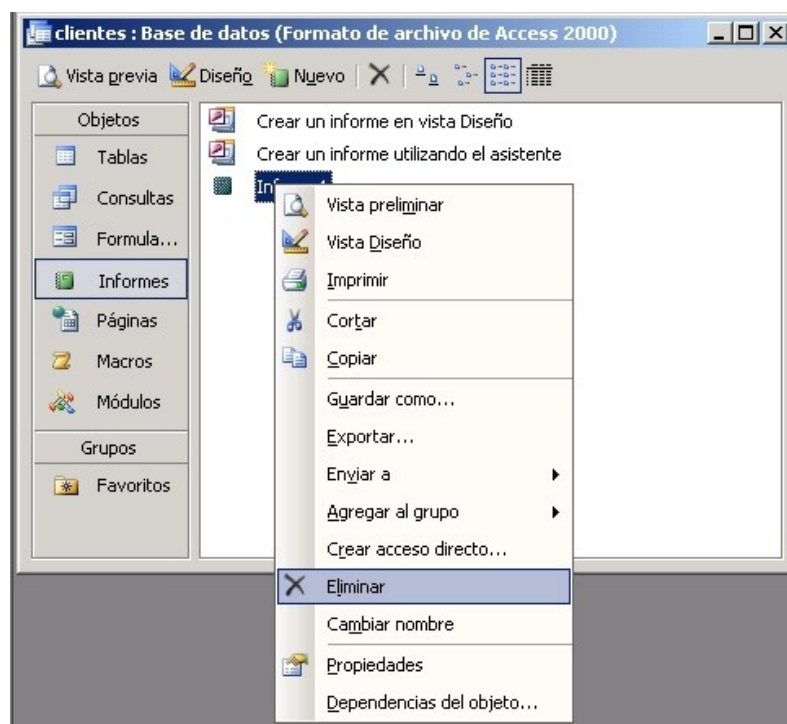 clientes : Base de datos (Formato de archivo de Access 2000)
Vista previa Diseño Nuevo
Objetos
Tablas
Consultas
Formula...
Informes
Páginas
Macros
Módulos
Grupos
Favoritos
Crear un informe en vista Diseño
Crear un informe utilizando el asistente
Vista preliminar
Vista Diseño
Imprimir
Cortar
Copiar
Guardar como...
Exportar...
Enviar a
Agregar al grupo
Crear acceso directo...
Eliminar
Cambiar nombre
Propiedades
Dependencias del objeto...